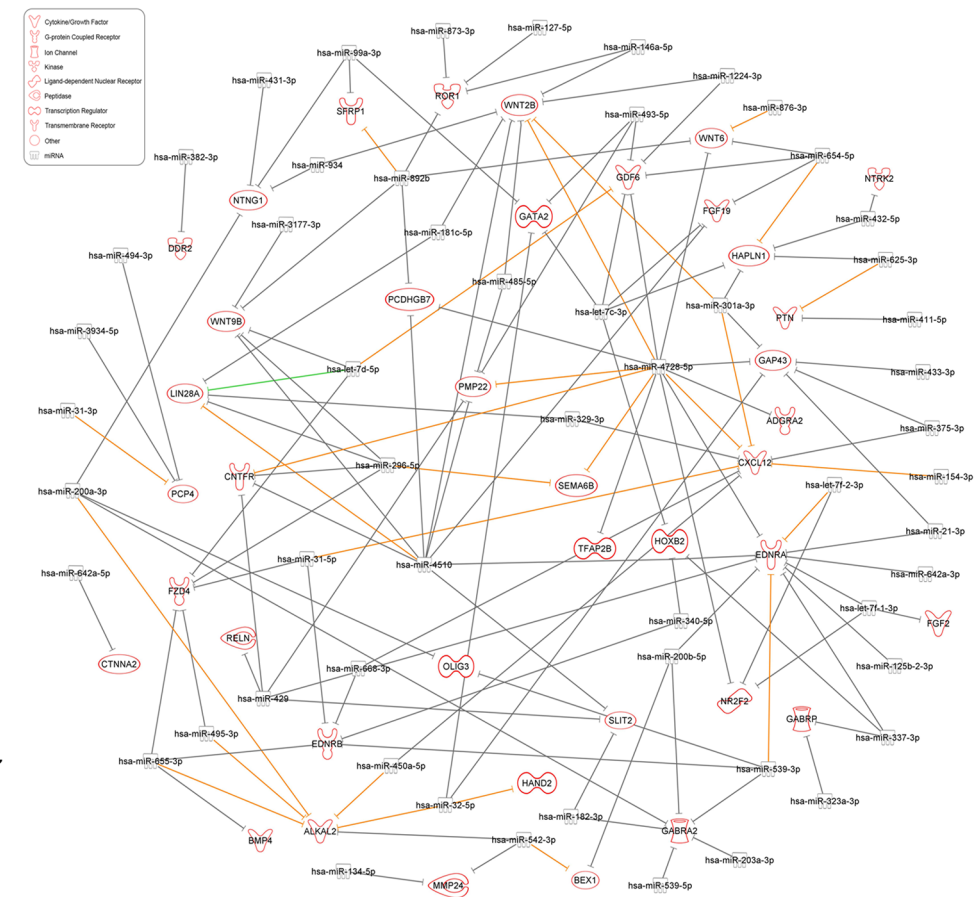 Cytokine/Growth Factor
G-protein Coupled Receptor
Ion Channel
Kinase
Ligand-dependent Nuclear Receptor
Peptidase
Transcription Regulator
Transmembrane Receptor
Other
miRNA
hsa-miR-873-3p
hsa-miR-127-5p
hsa-miR-99a-3p
hsa-miR-146a-5p
hsa-miR-431-3p
hsa-miR-1224-3p
ROR1
SFRP1
WNT2B
hsa-miR-876-3p
hsa-miR-493-5p
WNT6
hsa-miR-382-3p
hsa-miR-934
hsa-miR-654-5p
hsa-miR-892b
GDF6
NTRK2
NTNG1
GATA2
FGF19
hsa-miR-432-5p
hsa-miR-3177-3p
hsa-miR-181c-5p
DDR2
hsa-miR-494-3p
HAPLN1
hsa-miR-625-3p
hsa-miR-485-5p
PCDHGB7
hsa-miR-301a-3p
hsa-let-7c-3p
WNT9B
PTN
hsa-miR-411-5p
hsa-miR-3934-5p
GAP43
hsa-let-7d-5p
hsa-miR-4728-5p
hsa-miR-433-3p
LIN28A
PMP22
hsa-miR-31-3p
hsa-miR-329-3p
ADGRA2
hsa-miR-375-3p
CXCL12
hsa-miR-296-5p
CNTFR
hsa-miR-154-3p
SEMA6B
hsa-let-7f-2-3p
hsa-miR-200a-3p
PCP4
hsa-miR-21-3p
TFAP2B
HOXB2
EDNRA
hsa-miR-31-5p
hsa-miR-4510
hsa-miR-642a-5p
hsa-miR-642a-3p
FZD4
hsa-let-7f-1-3p
hsa-miR-340-5p
FGF2
RELN
CTNNA2
OLIG3
hsa-miR-200b-5p
hsa-miR-668-3p
hsa-miR-125b-2-3p
hsa-miR-429
NR2F2
SLIT2
GABRP
hsa-miR-495-3p
hsa-miR-337-3p
EDNRB
hsa-miR-655-3p
hsa-miR-450a-5p
hsa-miR-539-3p
HAND2
hsa-miR-32-5p
hsa-miR-323a-3p
hsa-miR-182-3p
ALKAL2
GABRA2
BMP4
hsa-miR-542-3p
hsa-miR-203a-3p
hsa-miR-134-5p
BEX1
MMP24
hsa-miR-539-5p